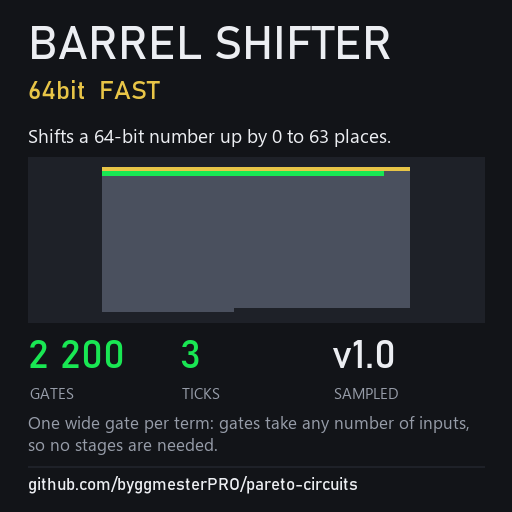 BARREL SHIFTER
64bit FAST
Shifts a 64-bit number up by 0 to 63 places.
2 200 3 v1.0
GATES TICKS SAMPLED
One wide gate per term: gates take any number of inputs,
so no stages are needed.
github.com/byggmesterPRO/pareto-circuits